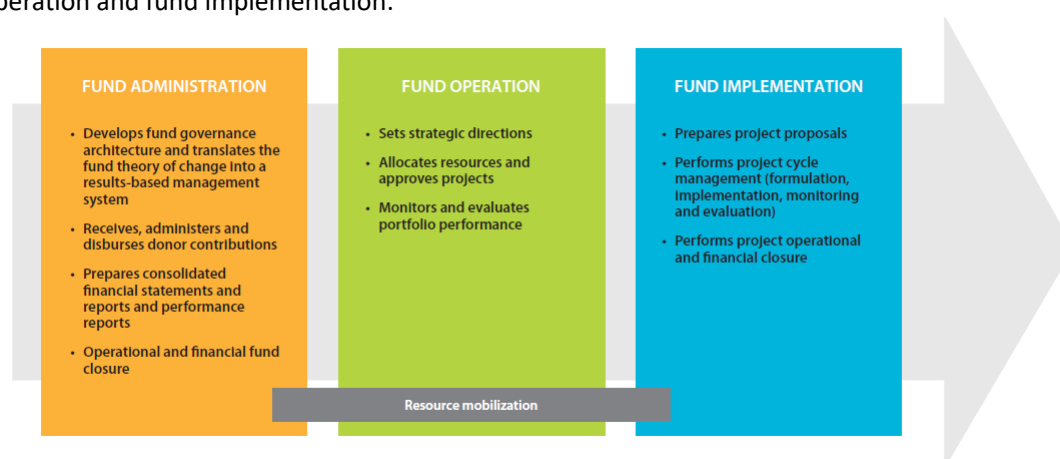 peration and fund implementation.
FUND ADMINISTRATION
• Develops fund governance
architecture and translates the
fund theory of change into a
results-based management
system
• Receives, administers and
disburses donor contributions
• Prepares consolidated
financial statements and
reports and performance
reports
• Operational and financial fund
closure
FUND OPERATION
• Sets strategic directions
• Allocates resources and
approves projects
• Monitors and evaluates
portfolio performance
FUND IMPLEMENTATION
• Prepares project proposals
• Performs project cycle
management (formulation,
implementation, monitoring
and evaluation)
• Performs project operational
and financial closure
Resource mobilization